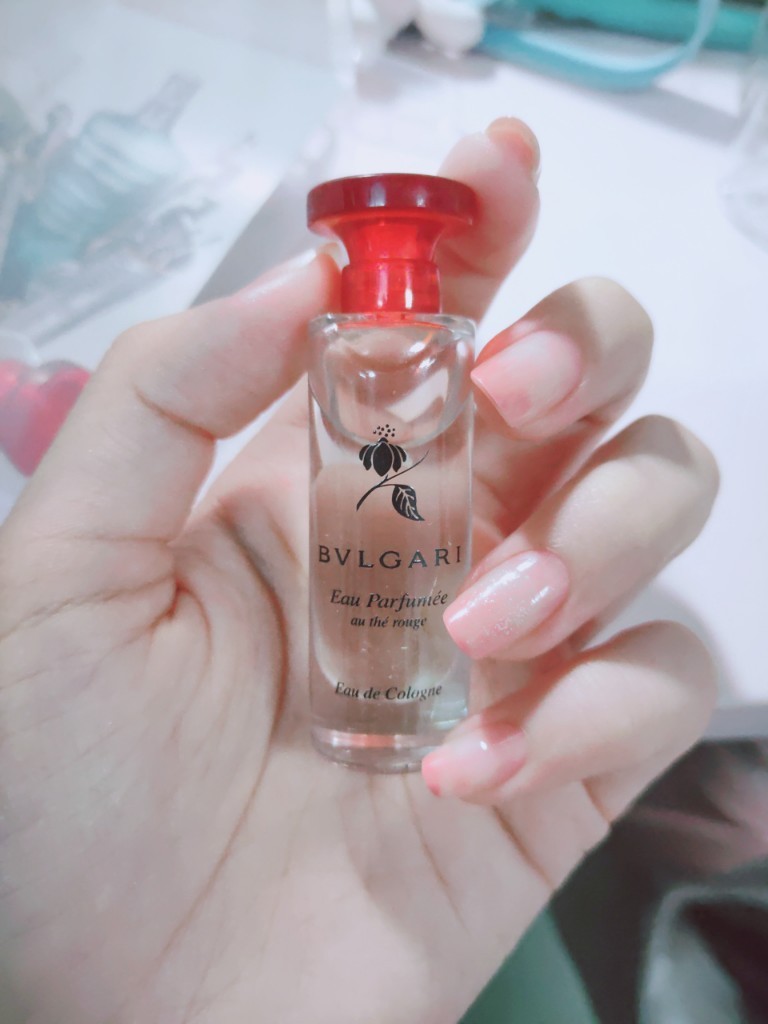 BVLGARI
Eau Parfumée
au thé rouge
Eau de Cologne